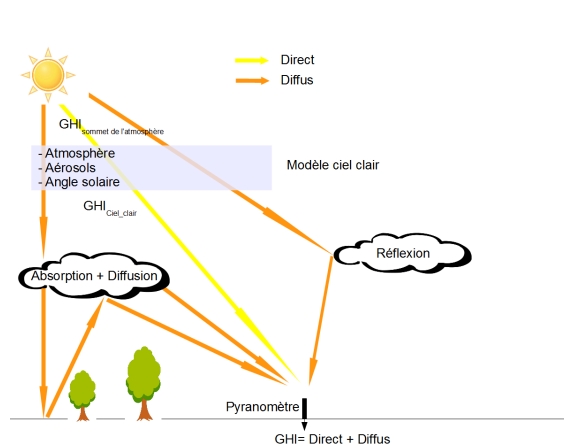 Direct
Diffus
GHI sommet de l'atmosphère
- Atmosphère
- Aérosols
- Angle solaire
Modèle ciel clair
GHI Ciel_clair
Réflexion
Absorption + Diffusion
Pyranomètre
GHI= Direct + Diffus